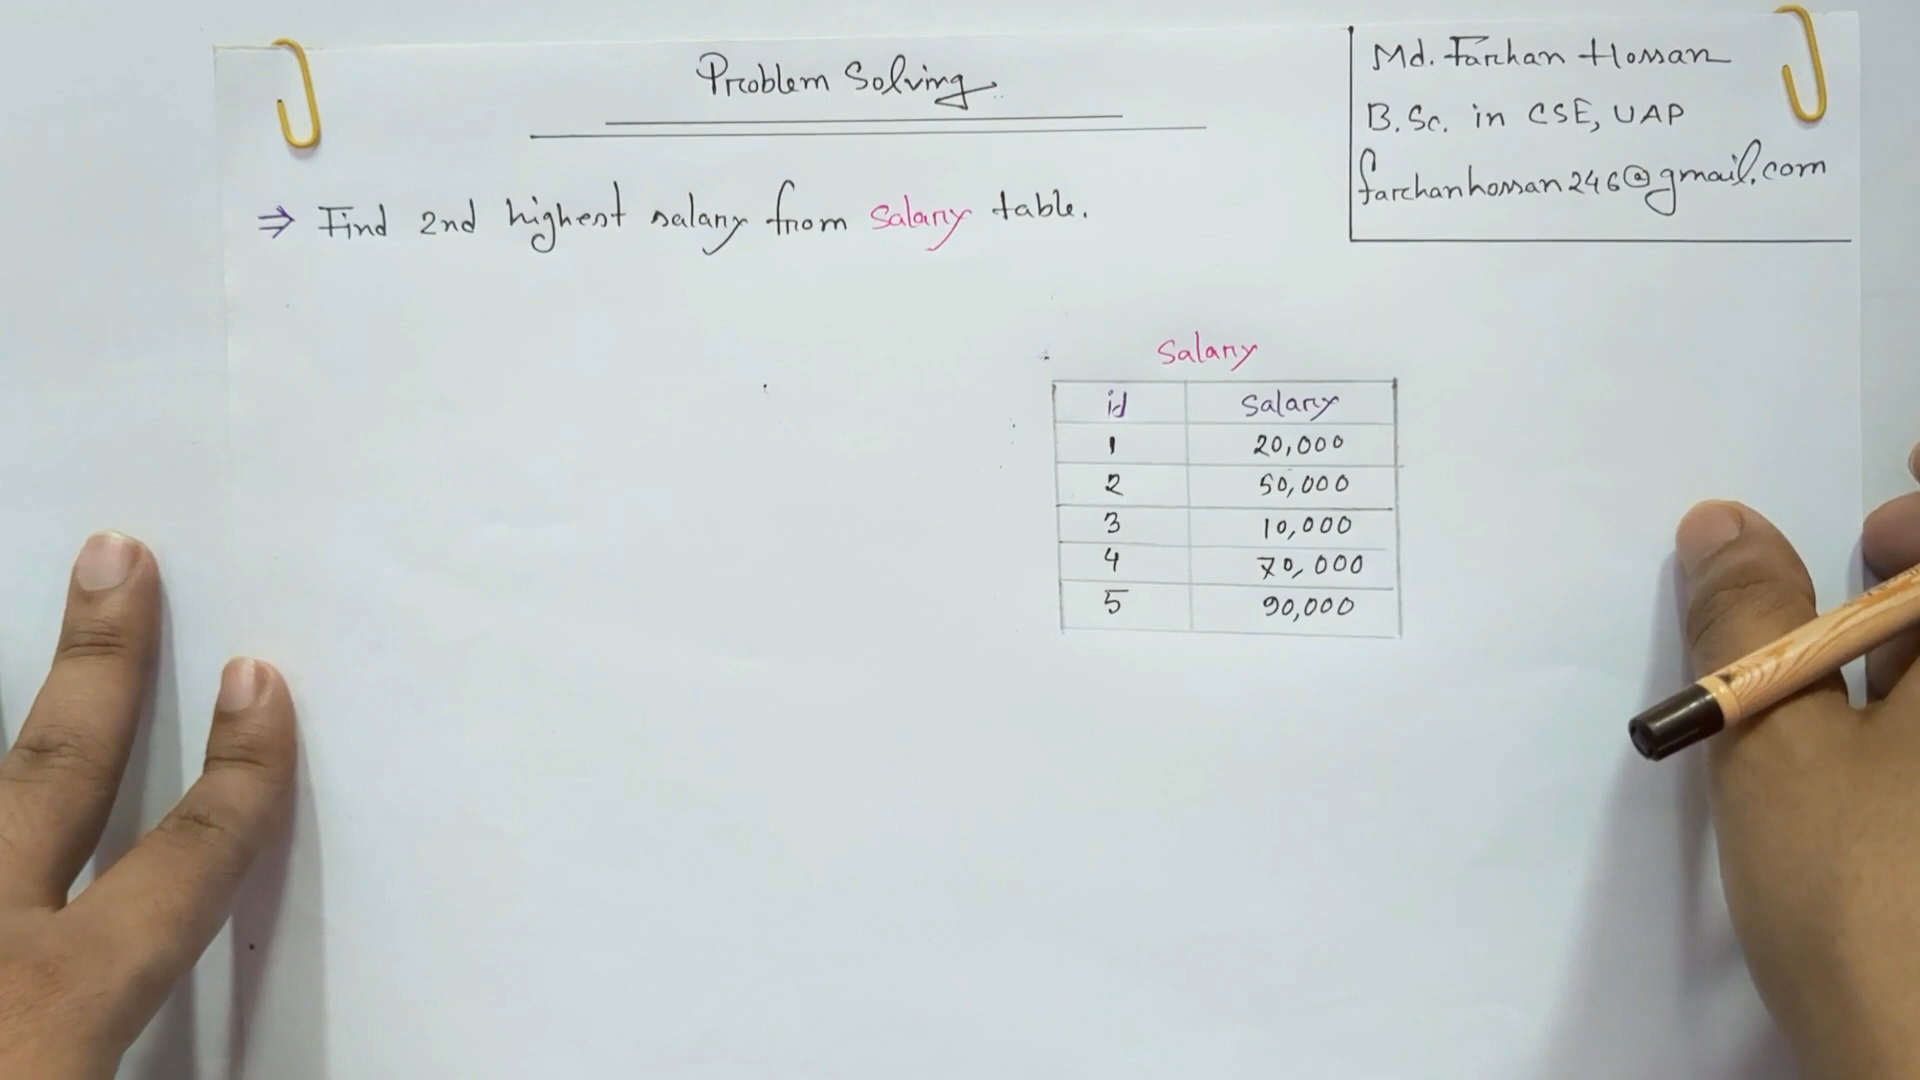 Problem Solving
Md. Farhan Hossan
B.Sc. in CSE, UAP
farhanhossan246@gmail.com
⇒ Find 2nd highest salary from Salary table.
Salary
id Salary
1 20,000
2 50,000
3 10,000
4 70,000
5 90,000